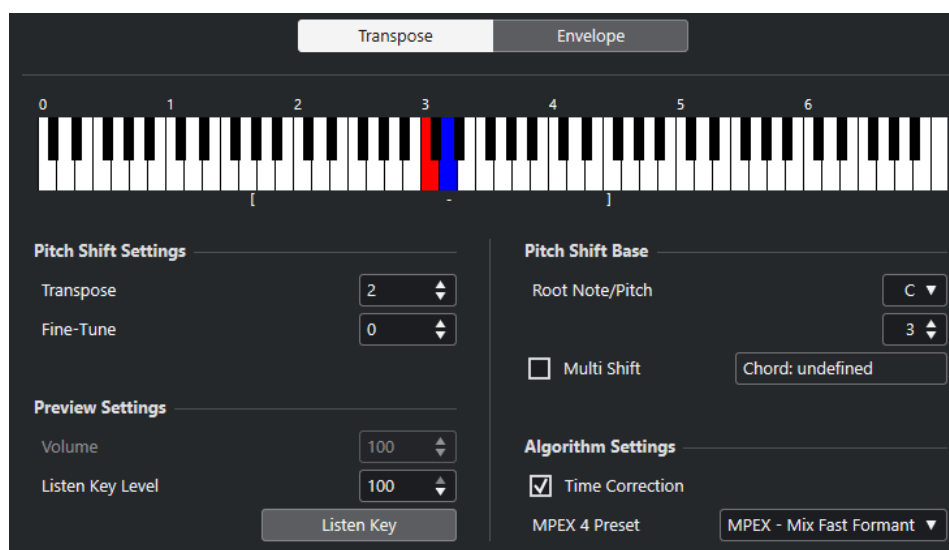 Transpose Envelope
0 1 2 3 4 5 6
[ - ]
Pitch Shift Settings
Transpose 2
Fine-Tune 0
Pitch Shift Base
Root Note/Pitch C
3
Multi Shift Chord: undefined
Preview Settings
Volume 100
Listen Key Level 100
Listen Key
Algorithm Settings
Time Correction
MPEX 4 Preset MPEX - Mix Fast Formant